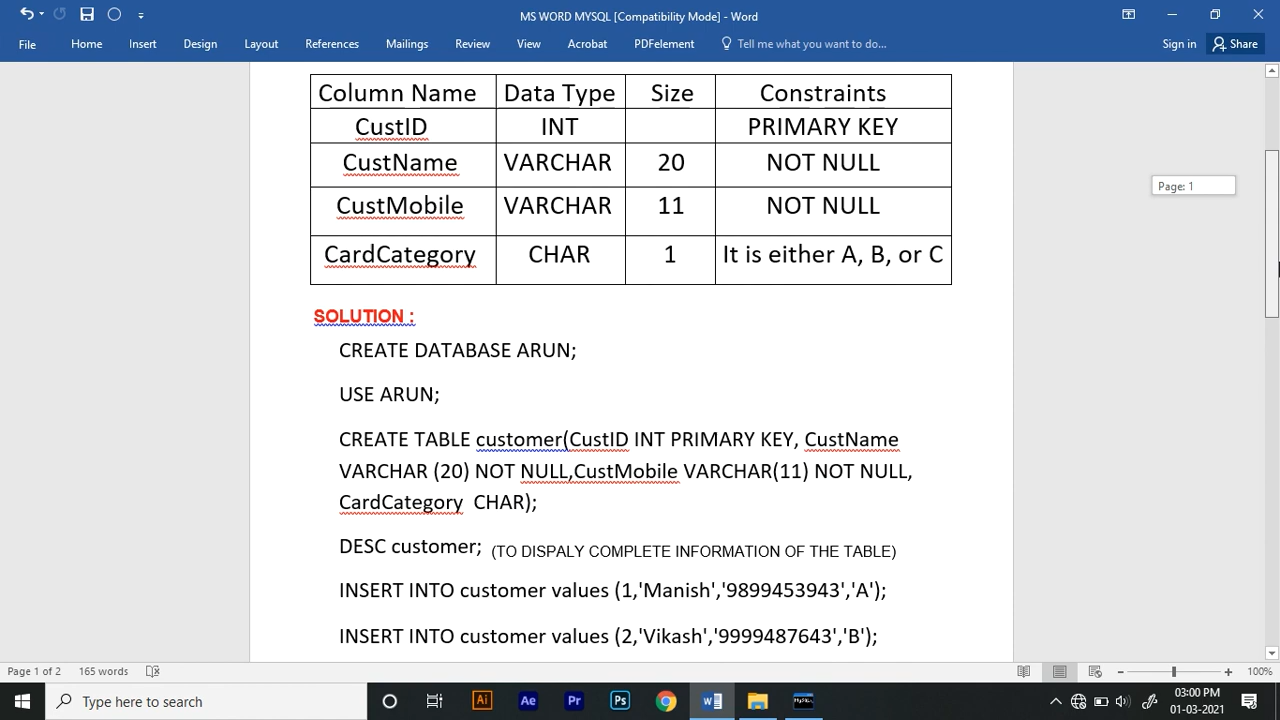 MS WORD MYSQL [Compatibility Mode] - Word
File Home Insert Design Layout References Mailings Review View Acrobat PDFelement Tell me what you want to do... Sign in Share
Column Name Data Type Size Constraints
CustID INT PRIMARY KEY
CustName VARCHAR 20 NOT NULL
Page: 1
CustMobile VARCHAR 11 NOT NULL
CardCategory CHAR 1 It is either A, B, or C
SOLUTION :
CREATE DATABASE ARUN;
USE ARUN;
CREATE TABLE customer(CustID INT PRIMARY KEY, CustName
VARCHAR (20) NOT NULL,CustMobile VARCHAR(11) NOT NULL,
CardCategory CHAR);
DESC customer; (TO DISPALY COMPLETE INFORMATION OF THE TABLE)
INSERT INTO customer values (1,'Manish','9899453943','A');
INSERT INTO customer values (2,'Vikash','9999487643','B');
Page 1 of 2 165 words 100%
Type here to search Ai Ae Pr Ps 03:00 PM
01-03-2021